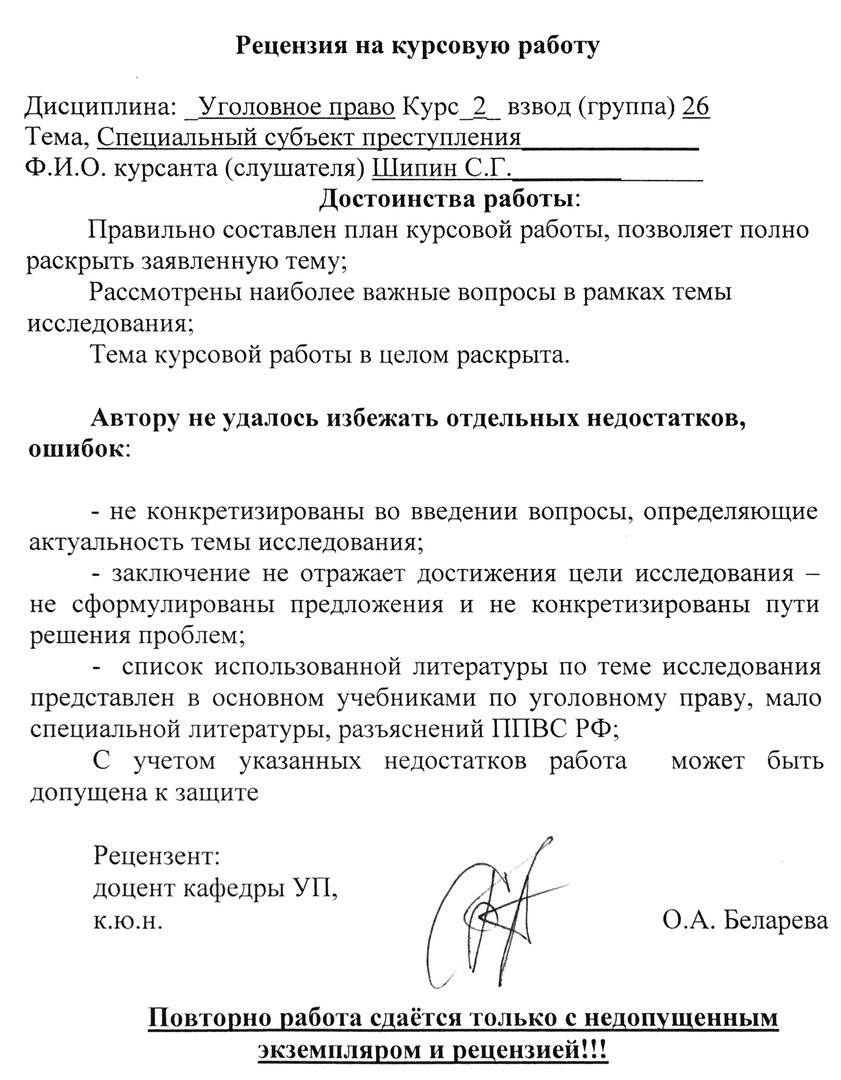 Рецензия на курсовую работу
Дисциплина: _Уголовное право Курс_2_ взвод (группа) 26
Тема, Специальный субъект преступления_____________
Ф.И.О. курсанта (слушателя) Шипин С.Г.______________
Достоинства работы:
Правильно составлен план курсовой работы, позволяет полно
раскрыть заявленную тему;
Рассмотрены наиболее важные вопросы в рамках темы
исследования;
Тема курсовой работы в целом раскрыта.
Автору не удалось избежать отдельных недостатков,
ошибок:
- не конкретизированы во введении вопросы, определяющие
актуальность темы исследования;
- заключение не отражает достижения цели исследования –
не сформулированы предложения и не конкретизированы пути
решения проблем;
- список использованной литературы по теме исследования
представлен в основном учебниками по уголовному праву, мало
специальной литературы, разъяснений ППВС РФ;
С учетом указанных недостатков работа может быть
допущена к защите
Рецензент:
доцент кафедры УП,
к.ю.н. О.А. Беларева
Повторно работа сдаётся только с недопущенным
экземпляром и рецензией!!!